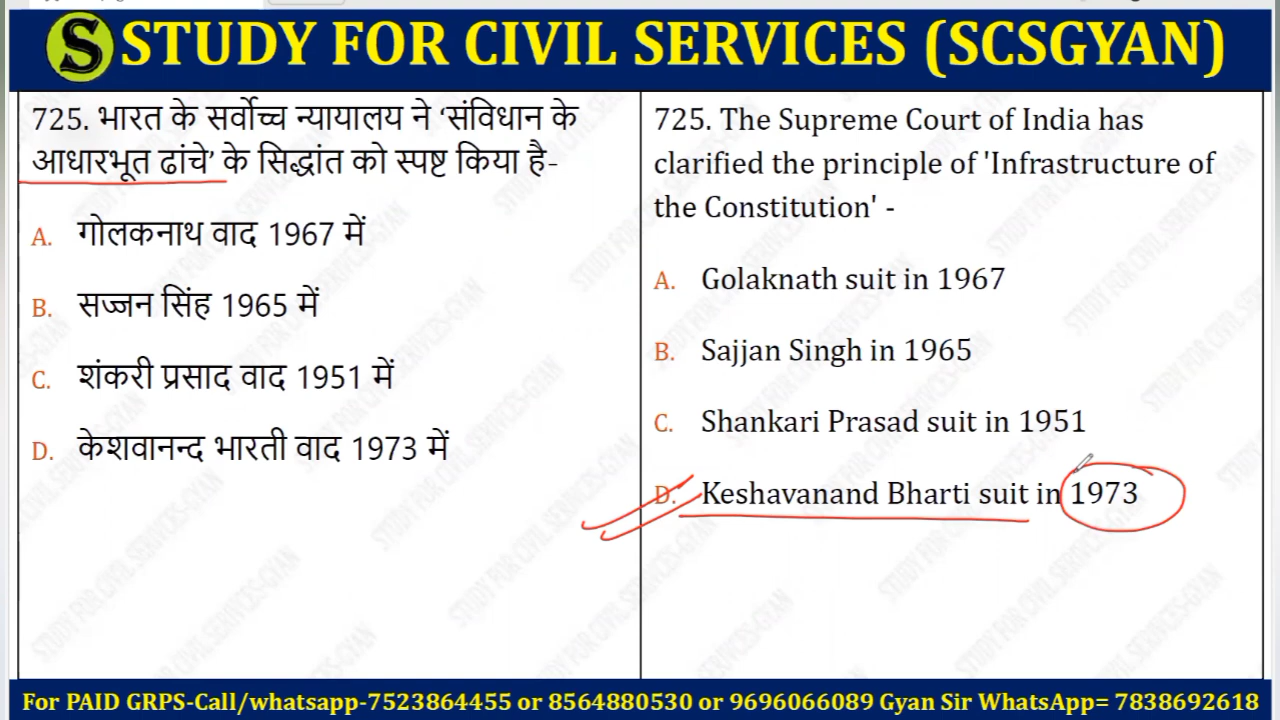 S STUDY FOR CIVIL SERVICES (SCSGYAN)
725. भारत के सर्वोच्च न्यायालय ने ‘संविधान के
आधारभूत ढांचे’ के सिद्धांत को स्पष्ट किया है-
A. गोलकनाथ वाद 1967 में
B. सज्जन सिंह 1965 में
C. शंकरी प्रसाद वाद 1951 में
D. केशवानन्द भारती वाद 1973 में
725. The Supreme Court of India has
clarified the principle of 'Infrastructure of
the Constitution' -
A. Golaknath suit in 1967
B. Sajjan Singh in 1965
C. Shankari Prasad suit in 1951
D. Keshavanand Bharti suit in 1973
For PAID GRPS-Call/whatsapp-7523864455 or 8564880530 or 9696066089 Gyan Sir WhatsApp= 7838692618